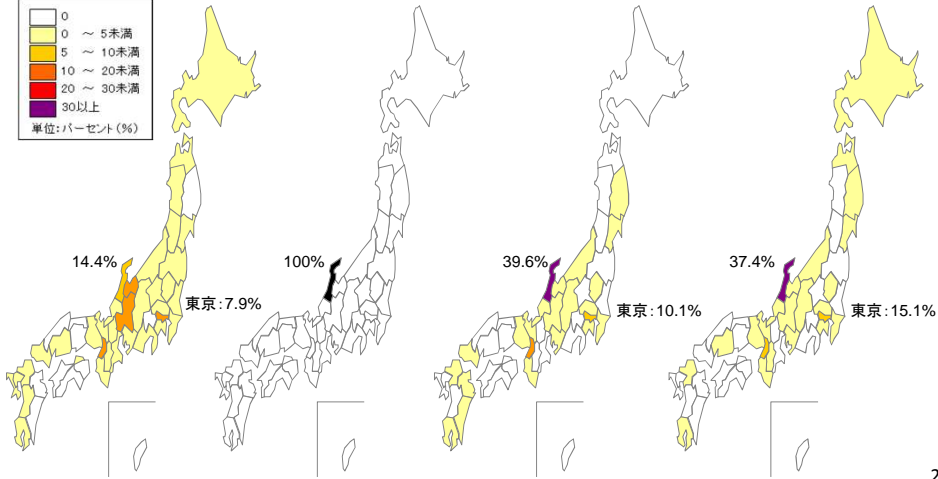 0
0 ～ 5未満
5 ～ 10未満
10 ～ 20未満
20 ～ 30未満
30以上
単位:パーセント(%)
14.4%
東京:7.9%
100%
39.6%
東京:10.1%
37.4%
東京:15.1%
2